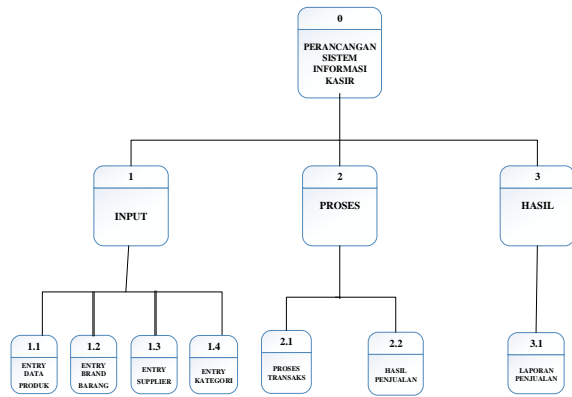 0
PERANCANGAN
SISTEM
INFORMASI
KASIR
1
INPUT
2
PROSES
3
HASIL
1.1
ENTRY
DATA
PRODUK
1.2
ENTRY
BRAND
BARANG
1.3
ENTRY
SUPPLIER
1.4
ENTRY
KATEGORI
2.1
PROSES
TRANSAKS
2.2
HASIL
PENJUALAN
3.1
LAPORAN
PENJUALAN